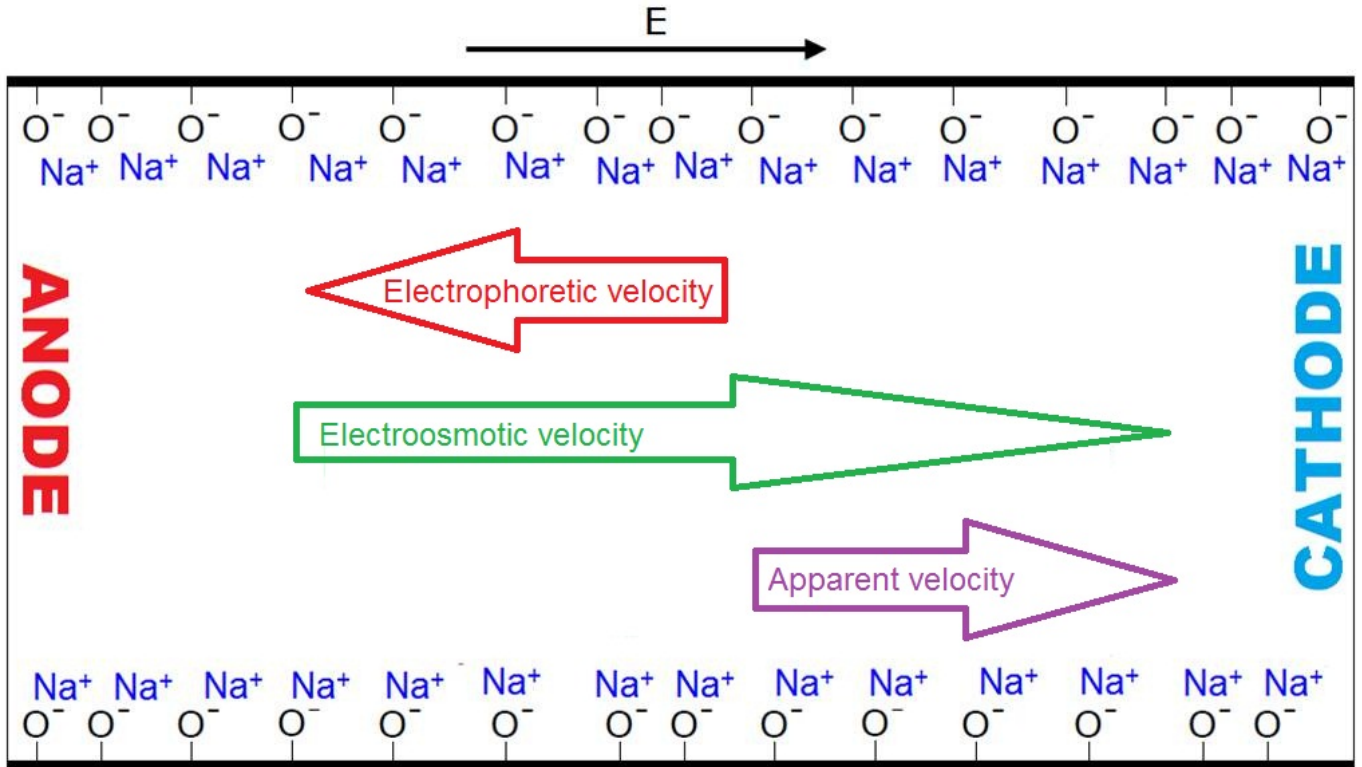 E
O⁻ O⁻ O⁻ O⁻ O⁻ O⁻ O⁻ O⁻ O⁻ O⁻ O⁻ O⁻ O⁻ O⁻ O⁻
Na⁺ Na⁺ Na⁺ Na⁺ Na⁺ Na⁺ Na⁺ Na⁺ Na⁺ Na⁺ Na⁺ Na⁺ Na⁺ Na⁺ Na⁺
ANODE
Electrophoretic velocity
Electroosmotic velocity
Apparent velocity
CATHODE
Na⁺ Na⁺ Na⁺ Na⁺ Na⁺ Na⁺ Na⁺ Na⁺ Na⁺ Na⁺ Na⁺ Na⁺ Na⁺ Na⁺
O⁻ O⁻ O⁻ O⁻ O⁻ O⁻ O⁻ O⁻ O⁻ O⁻ O⁻ O⁻ O⁻ O⁻